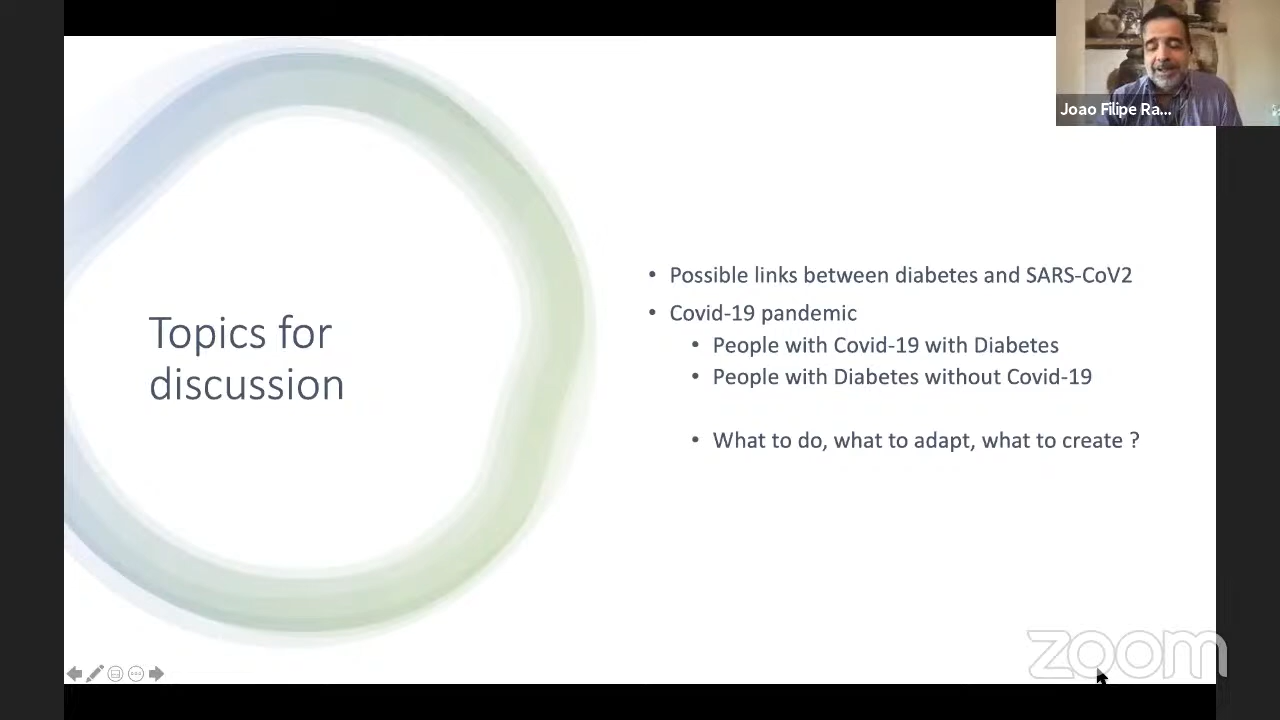 Joao Filipe Ra...
Topics for
discussion
• Possible links between diabetes and SARS-CoV2
• Covid-19 pandemic
• People with Covid-19 with Diabetes
• People with Diabetes without Covid-19
• What to do, what to adapt, what to create ?
zoom